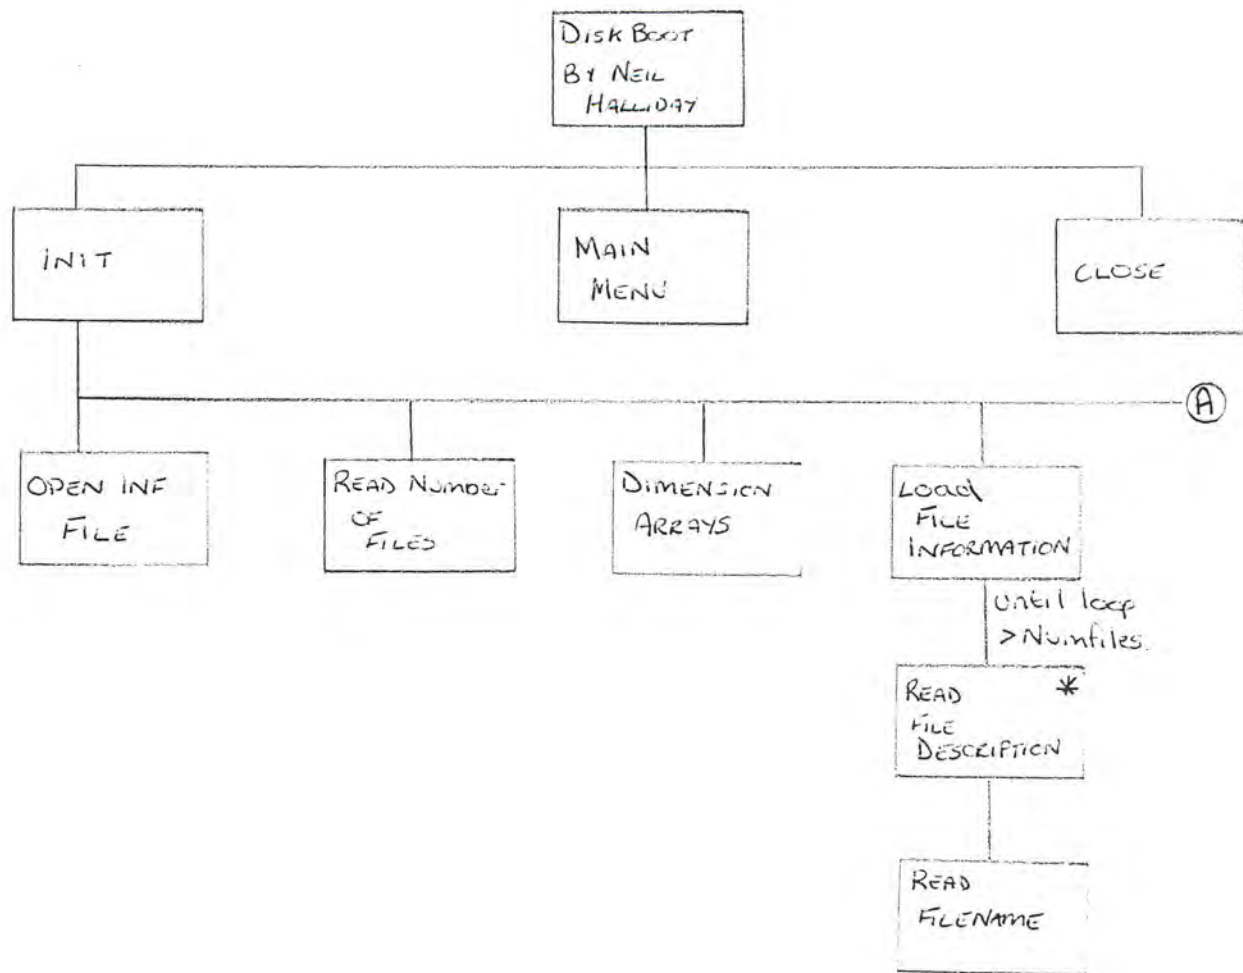 Disk Boot
By Neil
Halliday
INIT
Main
Menu
CLOSE
A
OPEN INF
FILE
READ NUMBER
OF
FILES
DIMENSION
ARRAYS
Load
FILE
INFORMATION
until loop
>Numfiles.
READ *
FILE
DESCRIPTION
READ
FILENAME